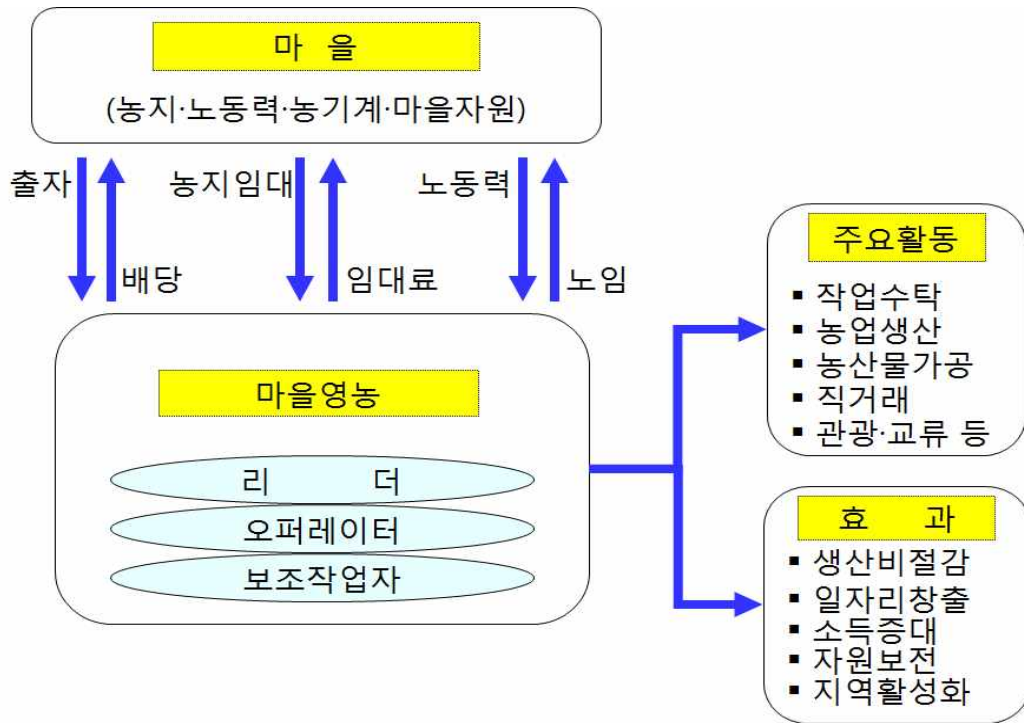 마 을
(농지·노동력·농기계·마을자원)
출자 농지임대 노동력
배당 임대료 노임
마을영농
리 더
오퍼레이터
보조작업자
주요활동
▪ 작업수탁
▪ 농업생산
▪ 농산물가공
▪ 직거래
▪ 관광·교류 등
효 과
▪ 생산비절감
▪ 일자리창출
▪ 소득증대
▪ 자원보전
▪ 지역활성화